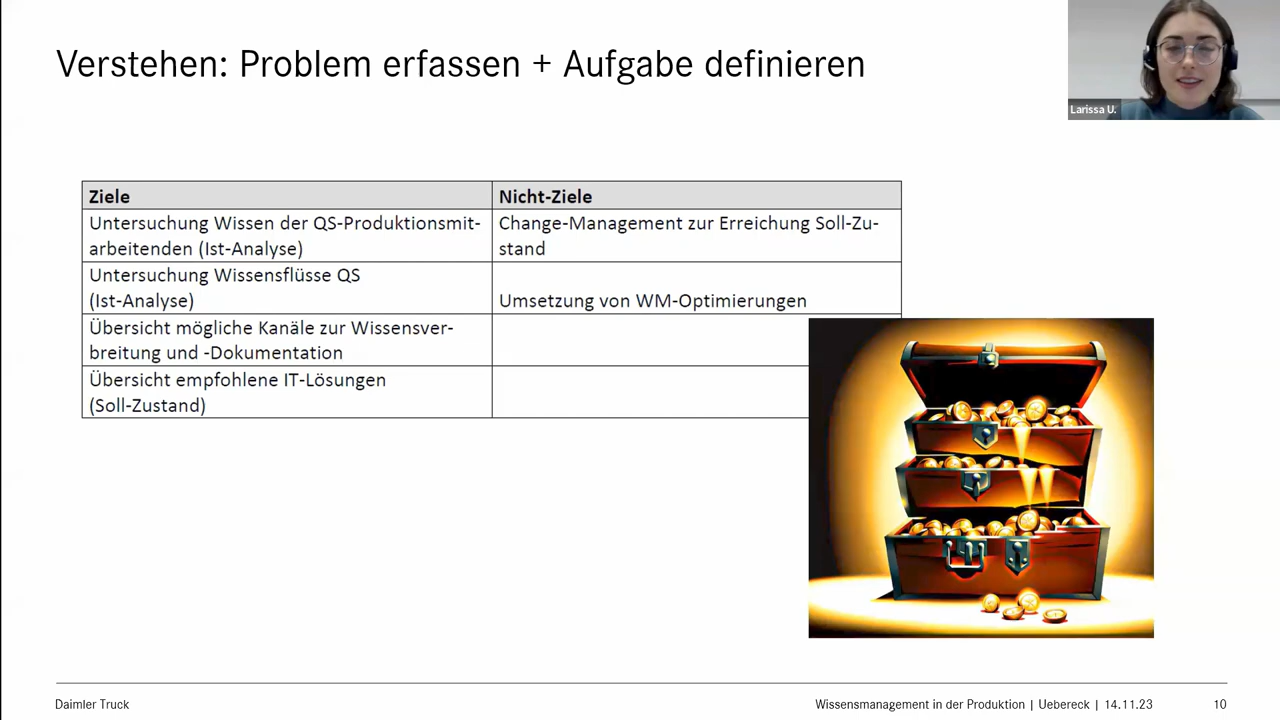 Verstehen: Problem erfassen + Aufgabe definieren
Larissa U.
Ziele
Nicht-Ziele
Untersuchung Wissen der QS-Produktionsmit-
arbeitenden (Ist-Analyse)
Change-Management zur Erreichung Soll-Zu-
stand
Untersuchung Wissensflüsse QS
(Ist-Analyse)
Umsetzung von WM-Optimierungen
Übersicht mögliche Kanäle zur Wissensver-
breitung und -Dokumentation
Übersicht empfohlene IT-Lösungen
(Soll-Zustand)
Daimler Truck
Wissensmanagement in der Produktion | Uebereck | 14.11.23
10